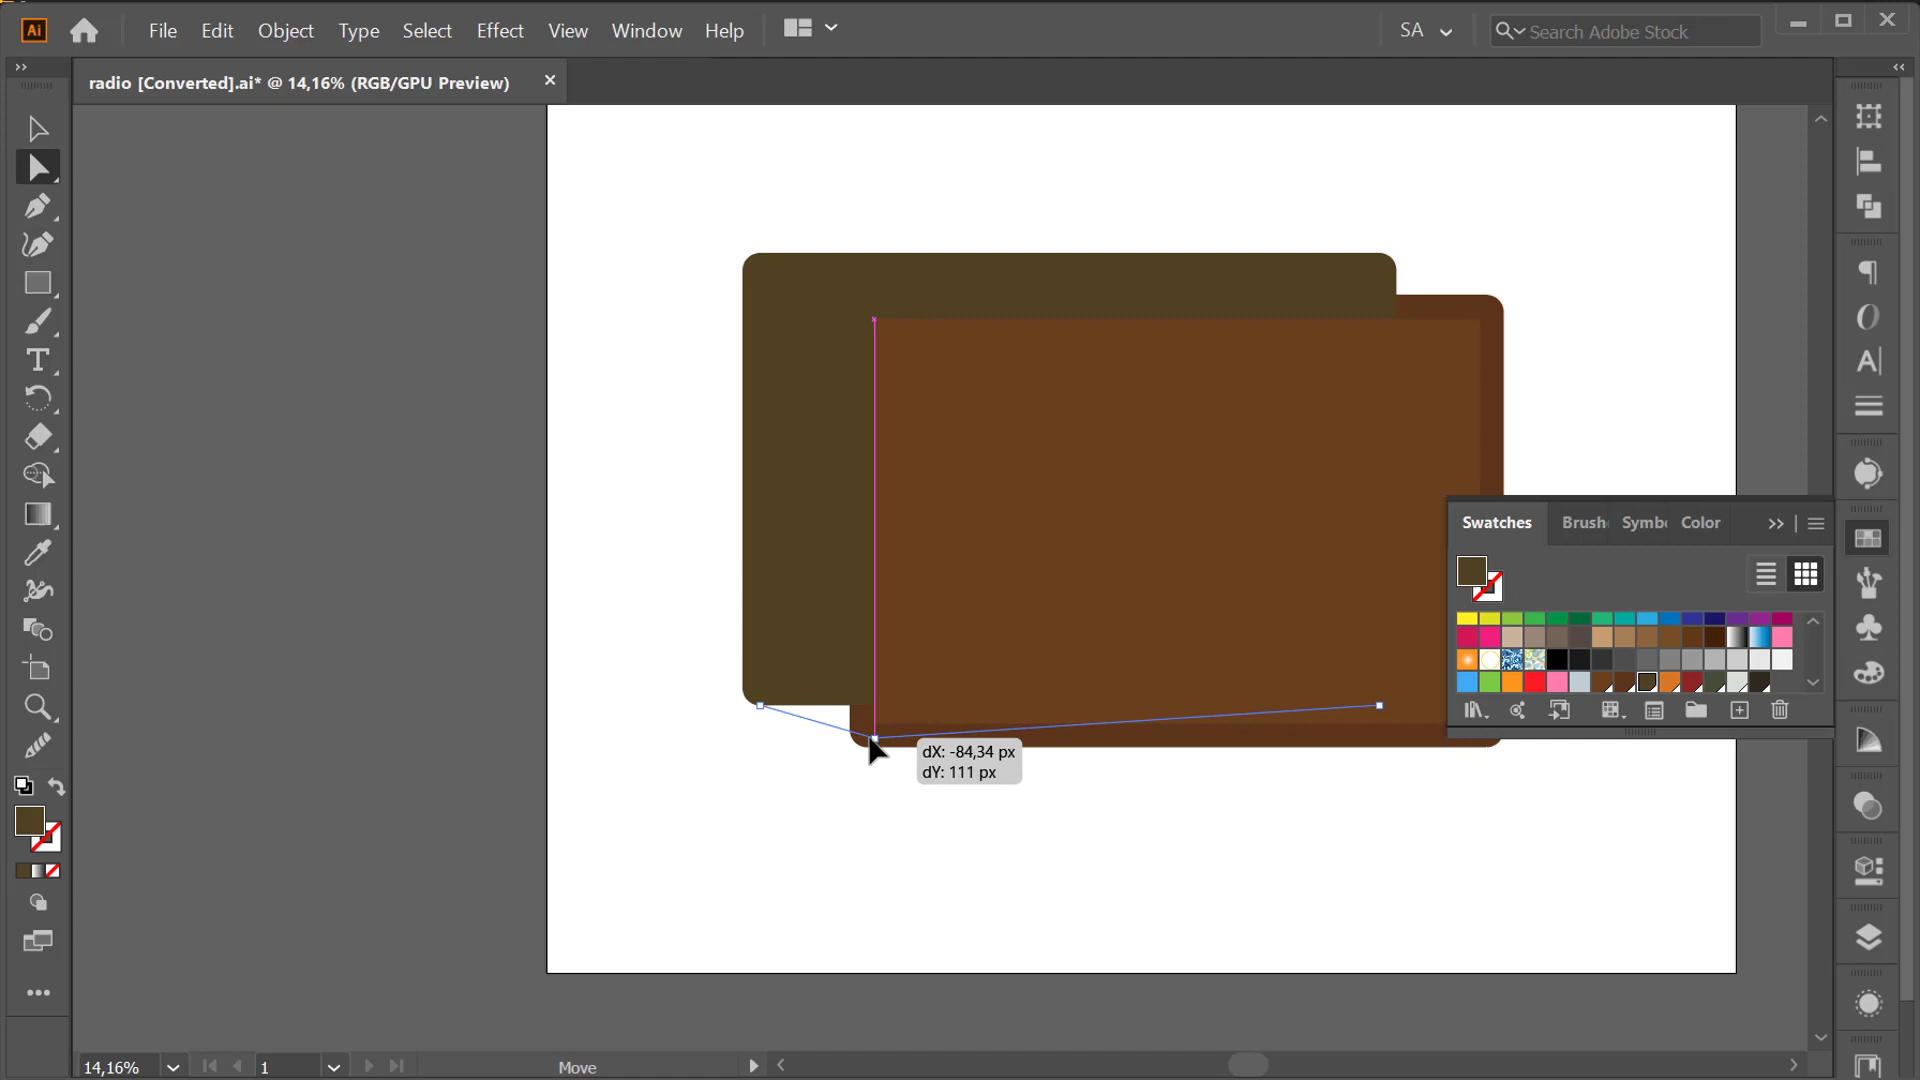 Ai File Edit Object Type Select Effect View Window Help SA Search Adobe Stock
radio [Converted].ai* @ 14,16% (RGB/GPU Preview)
Swatches Brush Symb Color
dX: -84,34 px
dY: 111 px
14,16% 1 Move